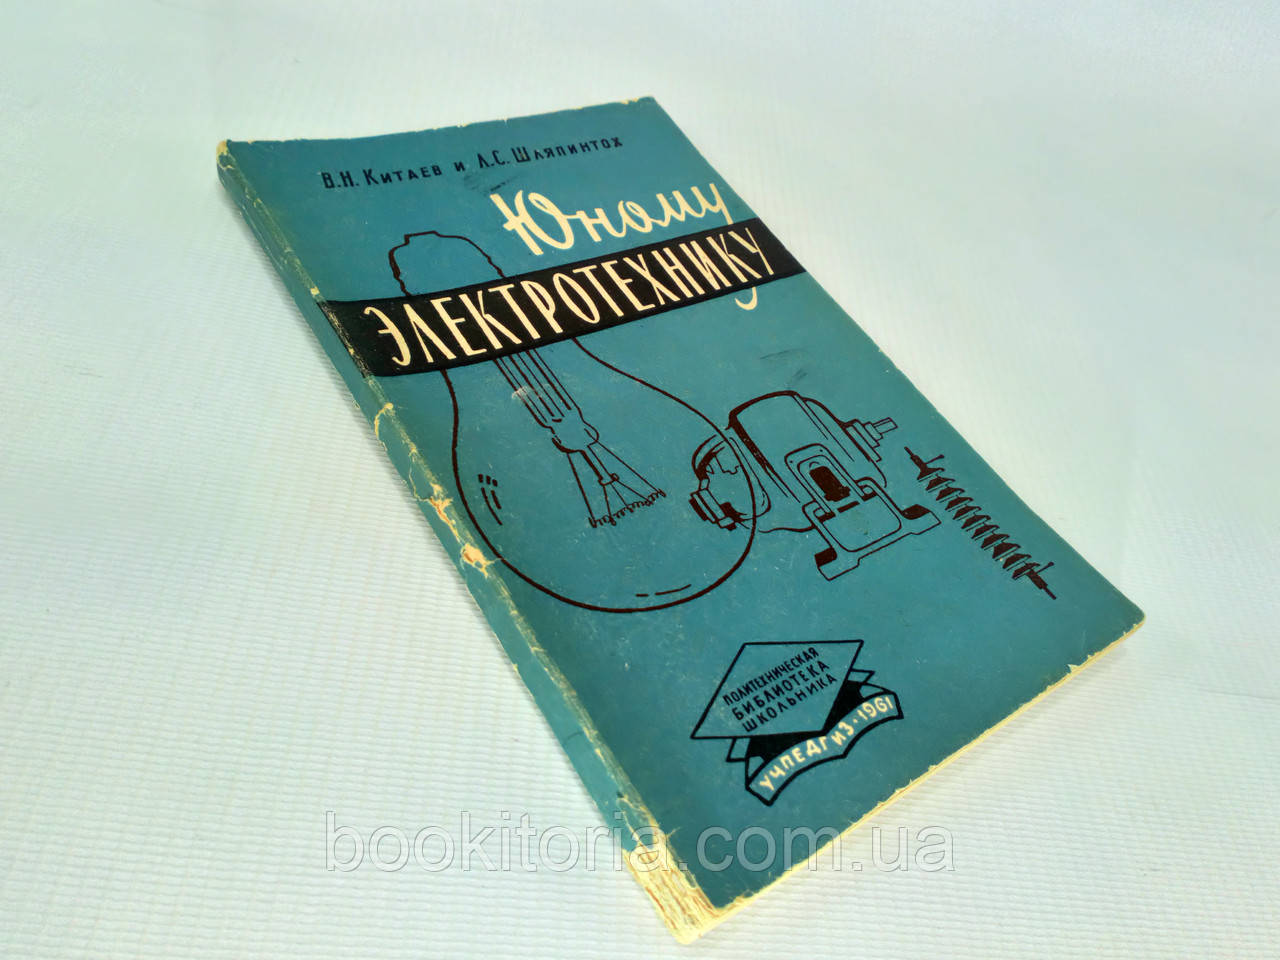 В.Н. Китаев и Л.С. Шляпинтох
Юному
ЭЛЕКТРОТЕХНИКУ
ПОЛИТЕХНИЧЕСКАЯ
БИБЛИОТЕКА
ШКОЛЬНИКА
УЧПЕДГИЗ·1961
bookitoria.com.ua